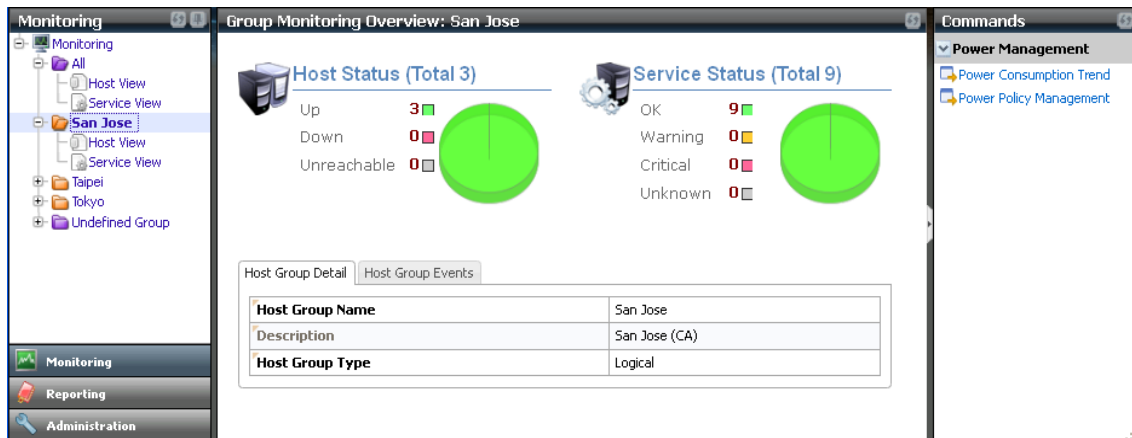 Monitoring
Monitoring
All
Host View
Service View
San Jose
Host View
Service View
Taipei
Tokyo
Undefined Group
Monitoring
Reporting
Administration
Group Monitoring Overview: San Jose
Host Status (Total 3)
Up 3
Down 0
Unreachable 0
Service Status (Total 9)
OK 9
Warning 0
Critical 0
Unknown 0
Host Group Detail Host Group Events
Host Group Name San Jose
Description San Jose (CA)
Host Group Type Logical
Commands
Power Management
Power Consumption Trend
Power Policy Management